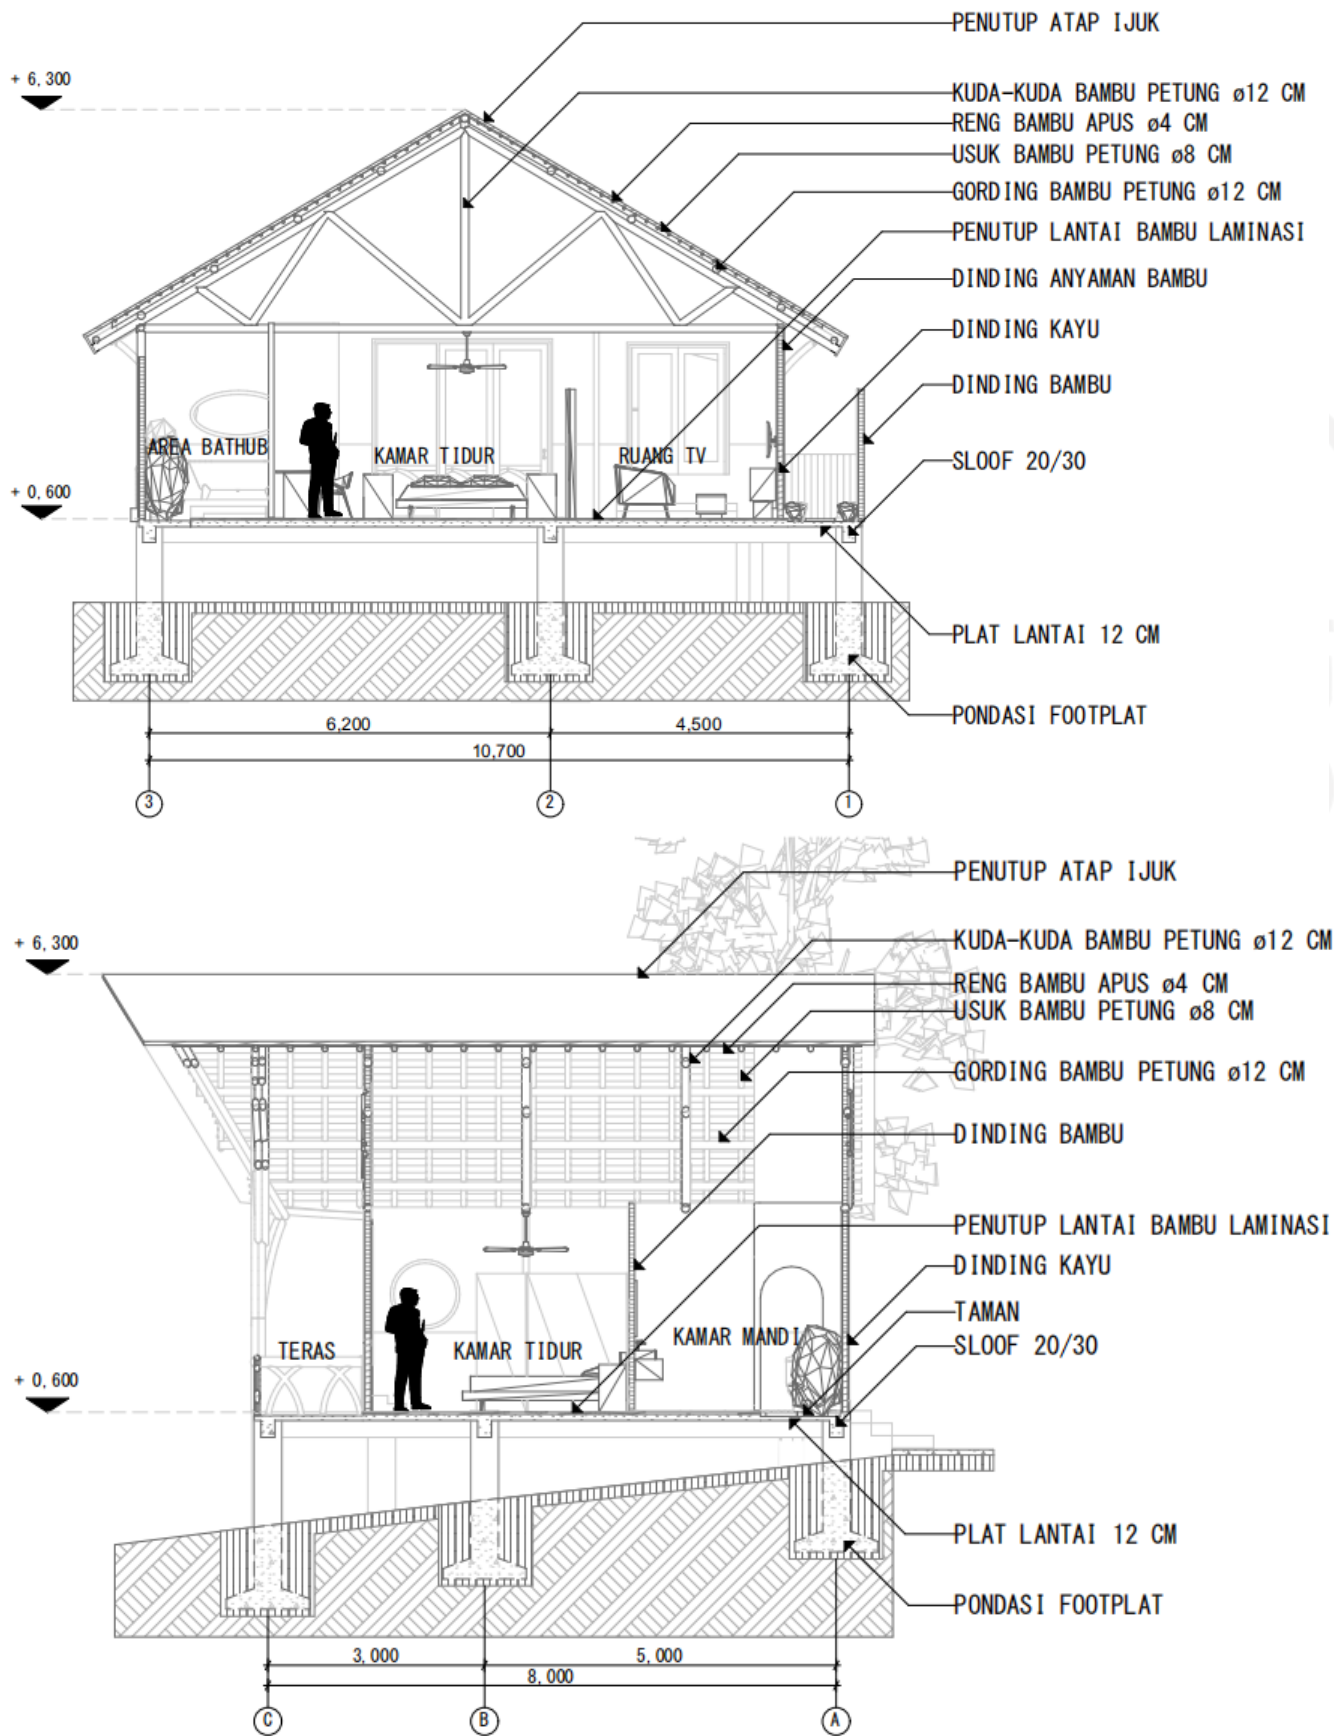 PENUTUP ATAP IJUK
+ 6,300
KUDA-KUDA BAMBU PETUNG ø12 CM
RENG BAMBU APUS ø4 CM
USUK BAMBU PETUNG ø8 CM
GORDING BAMBU PETUNG ø12 CM
PENUTUP LANTAI BAMBU LAMINASI
DINDING ANYAMAN BAMBU
DINDING KAYU
DINDING BAMBU
AREA BATHUB
KAMAR TIDUR
RUANG TV
SLOOF 20/30
+ 0,600
PLAT LANTAI 12 CM
PONDASI FOOTPLAT
6,200
4,500
10,700
3
2
1
PENUTUP ATAP IJUK
+ 6,300
KUDA-KUDA BAMBU PETUNG ø12 CM
RENG BAMBU APUS ø4 CM
USUK BAMBU PETUNG ø8 CM
GORDING BAMBU PETUNG ø12 CM
DINDING BAMBU
PENUTUP LANTAI BAMBU LAMINASI
DINDING KAYU
TAMAN
SLOOF 20/30
TERAS
KAMAR TIDUR
KAMAR MANDI
+ 0,600
PLAT LANTAI 12 CM
PONDASI FOOTPLAT
3,000
5,000
8,000
C
B
A